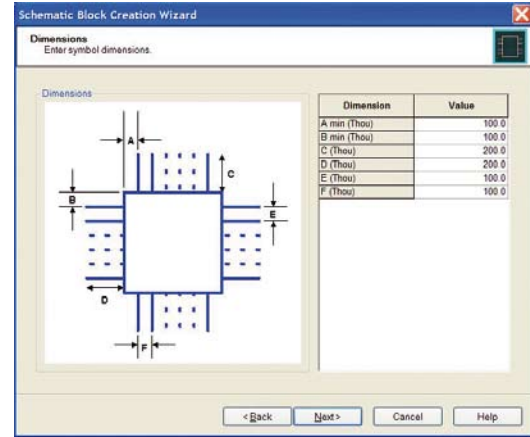 Schematic Block Creation Wizard
Dimensions
Enter symbol dimensions.
Dimensions
A
C
B
E
D
F
Dimension Value
A min (Thou) 100.0
B min (Thou) 100.0
C (Thou) 200.0
D (Thou) 200.0
E (Thou) 100.0
F (Thou) 100.0
< Back Next > Cancel Help